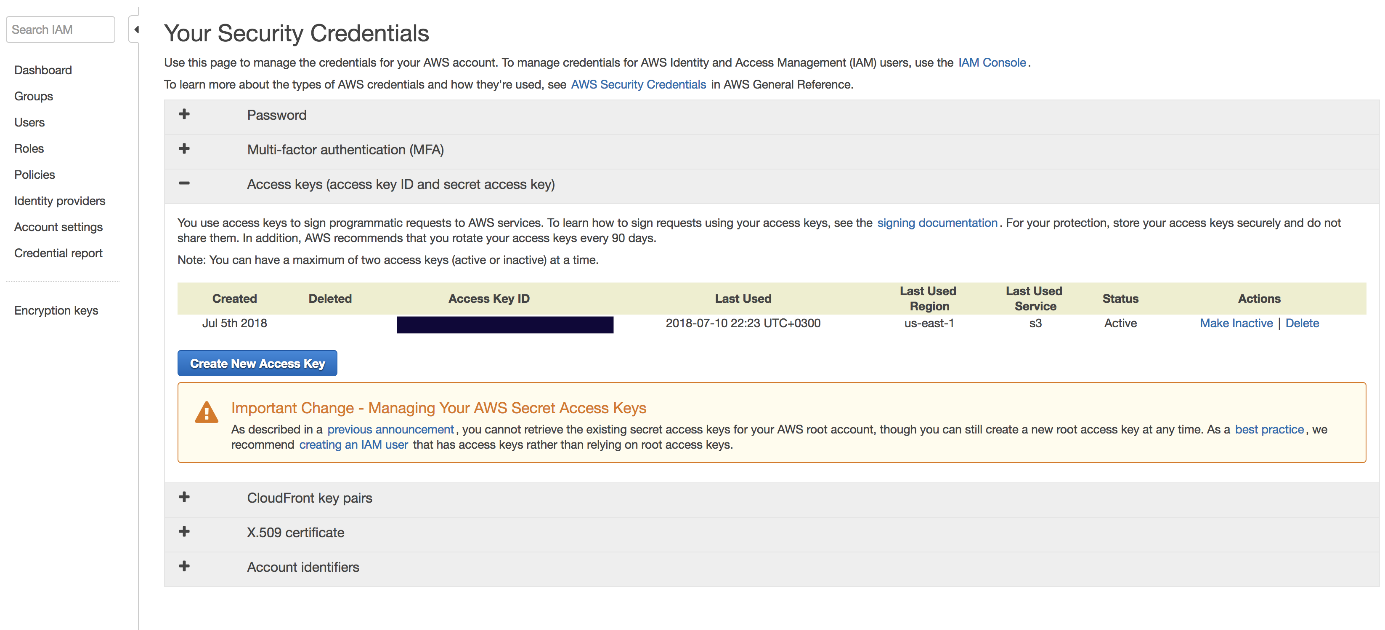 Search IAM
Dashboard
Groups
Users
Roles
Policies
Identity providers
Account settings
Credential report
Encryption keys
Your Security Credentials
Use this page to manage the credentials for your AWS account. To manage credentials for AWS Identity and Access Management (IAM) users, use the IAM Console.
To learn more about the types of AWS credentials and how they're used, see AWS Security Credentials in AWS General Reference.
Password
Multi-factor authentication (MFA)
Access keys (access key ID and secret access key)
You use access keys to sign programmatic requests to AWS services. To learn how to sign requests using your access keys, see the signing documentation. For your protection, store your access keys securely and do not
share them. In addition, AWS recommends that you rotate your access keys every 90 days.
Note: You can have a maximum of two access keys (active or inactive) at a time.
Created Deleted Access Key ID Last Used Last Used Region Last Used Service Status Actions
Jul 5th 2018 2018-07-10 22:23 UTC+0300 us-east-1 s3 Active Make Inactive | Delete
Create New Access Key
Important Change - Managing Your AWS Secret Access Keys
As described in a previous announcement, you cannot retrieve the existing secret access keys for your AWS root account, though you can still create a new root access key at any time. As a best practice, we
recommend creating an IAM user that has access keys rather than relying on root access keys.
CloudFront key pairs
X.509 certificate
Account identifiers